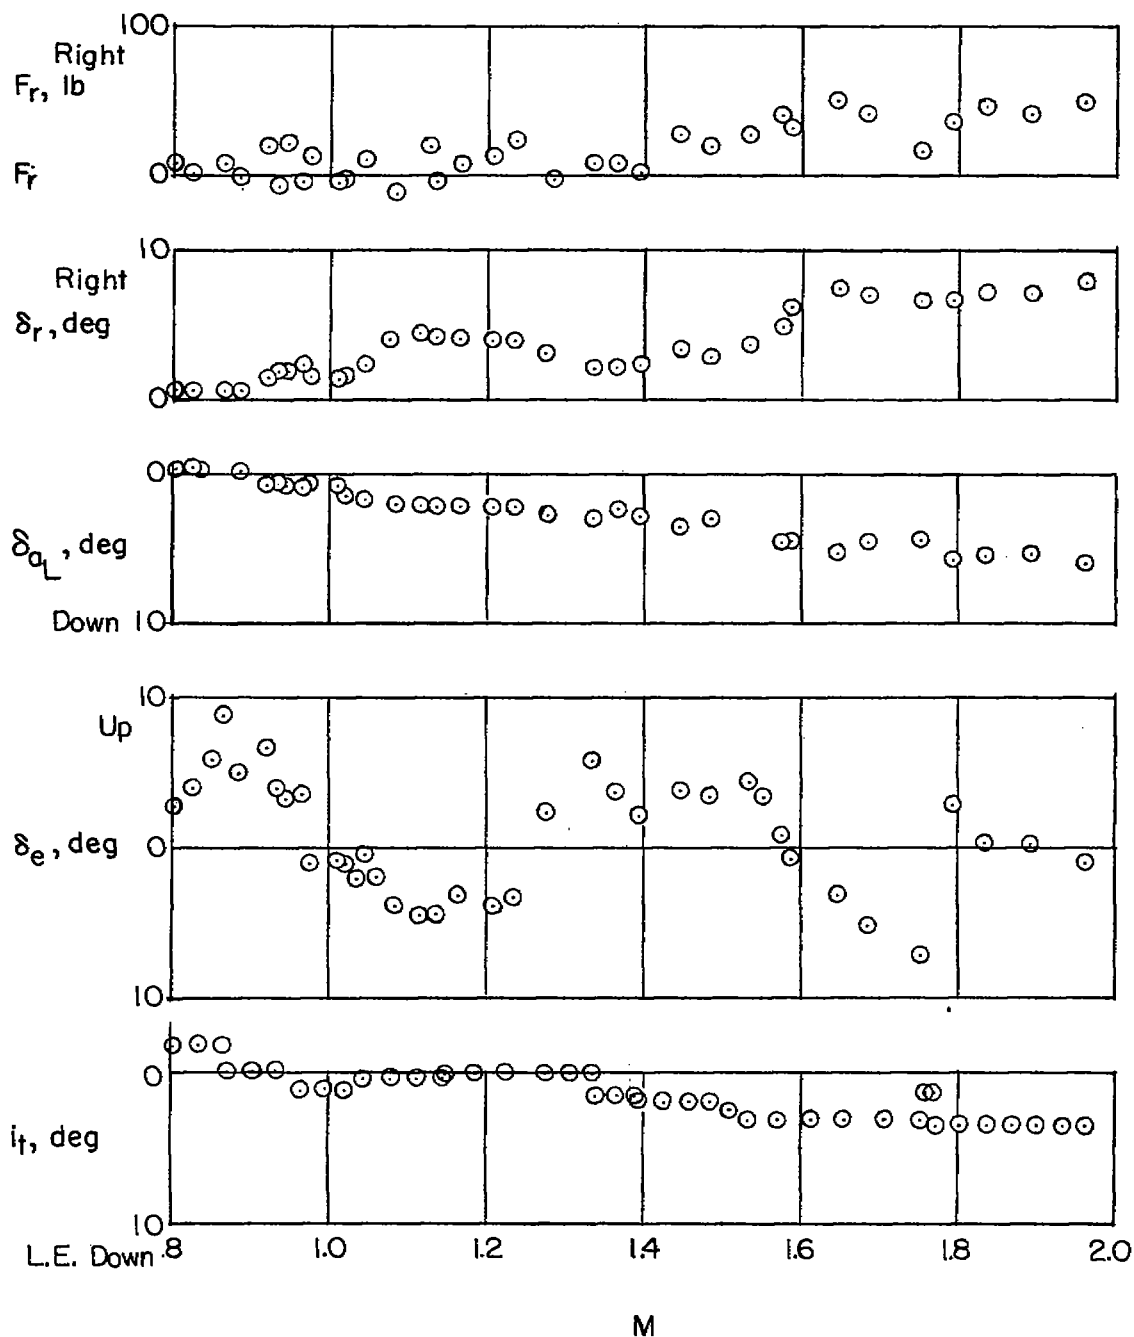 100
Right
Fr, lb
Fr 0
10
Right
δr, deg
0
0
δaL, deg
Down 10
10
Up
δe, deg 0
10
0
it, deg
10
L.E. Down .8 1.0 1.2 1.4 1.6 1.8 2.0
M